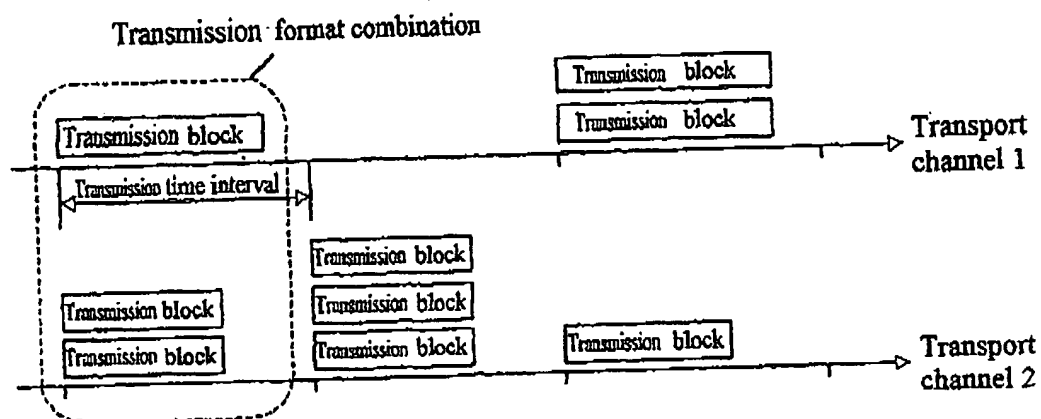 Transmission format combination
Transmission block
Transmission block
Transmission block
Transport
channel 1
Transmission time interval
Transmission block
Transmission block
Transmission block
Transmission block
Transmission block
Transmission block
Transport
channel 2